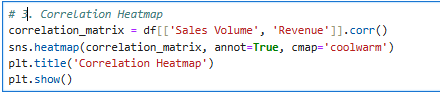 # 3. Correlation Heatmap
correlation_matrix = df[['Sales Volume', 'Revenue']].corr()
sns.heatmap(correlation_matrix, annot=True, cmap='coolwarm')
plt.title('Correlation Heatmap')
plt.show()